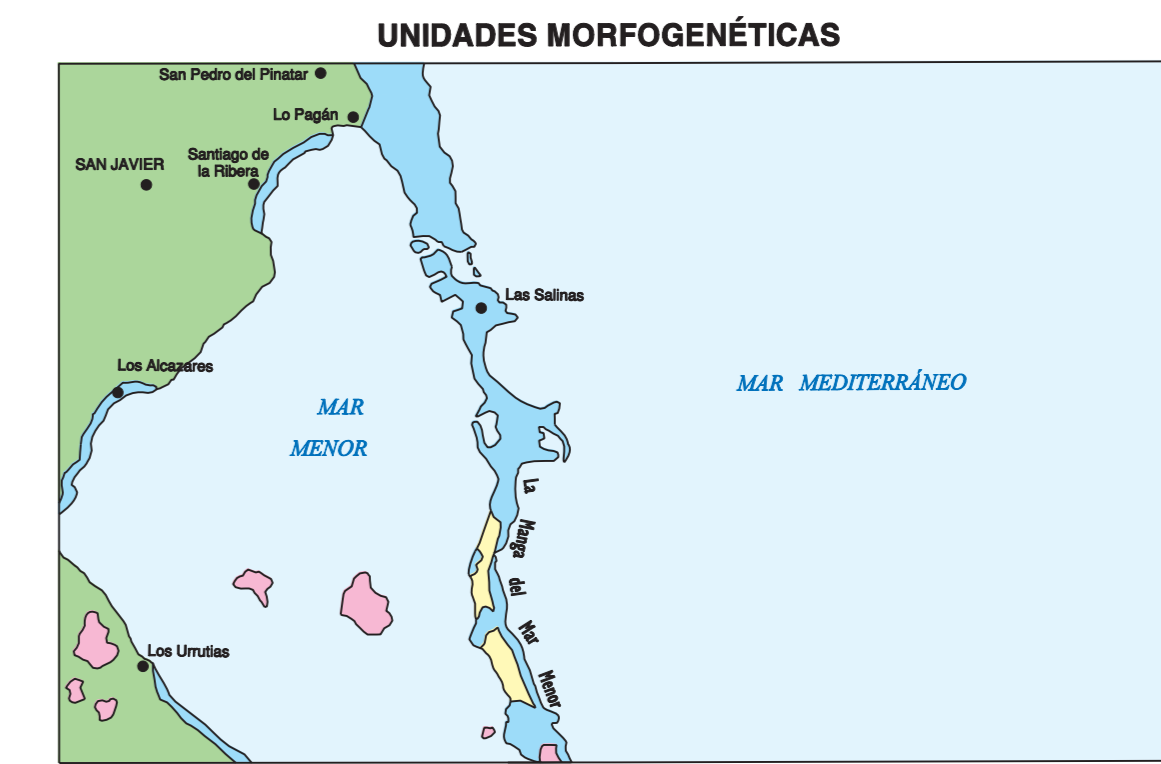 UNIDADES MORFOGENÉTICAS
San Pedro del Pinatar
Lo Pagán
SAN JAVIER
Santiago de
la Ribera
Las Salinas
Los Alcazares
MAR MEDITERRÁNEO
MAR
MENOR
La Manga del Mar Menor
Los Urrutias